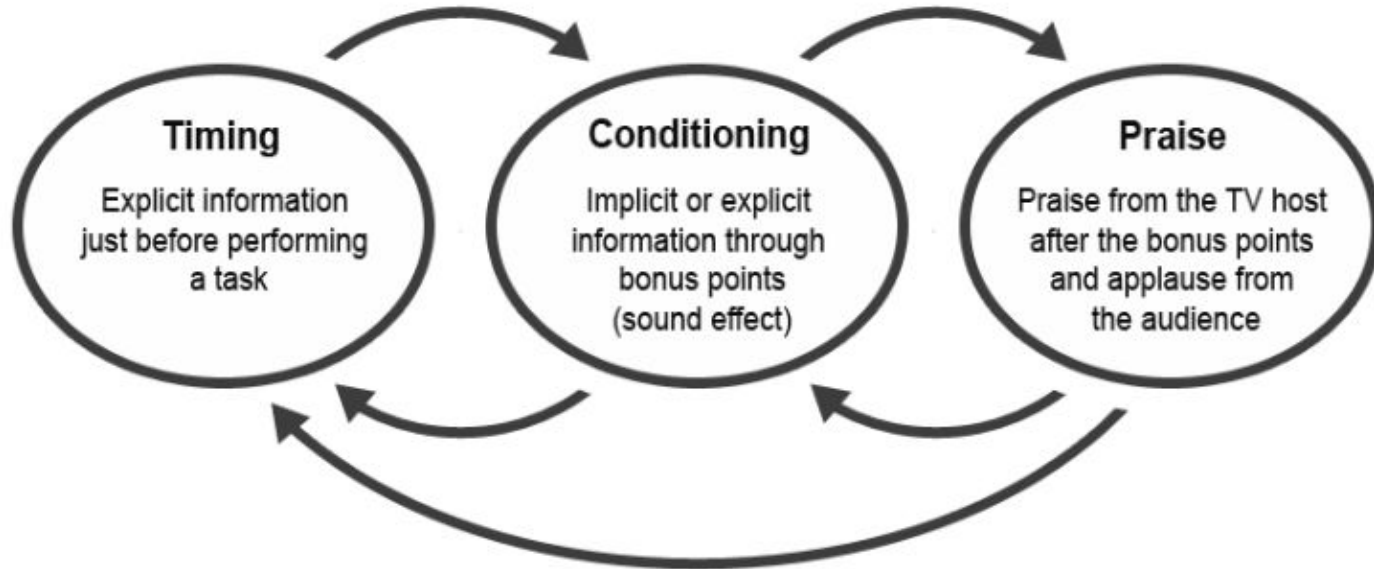 Timing
Explicit information
just before performing
a task
Conditioning
Implicit or explicit
information through
bonus points
(sound effect)
Praise
Praise from the TV host
after the bonus points
and applause from
the audience